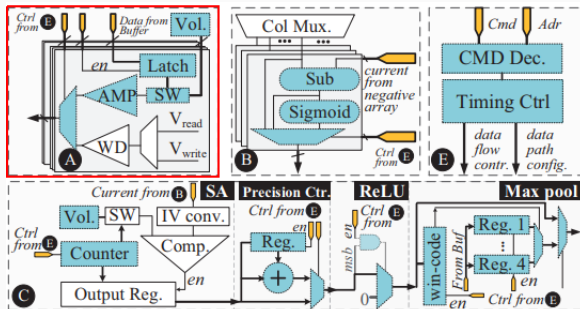 Ctrl from E
Data from Buffer
Vol.
en
Latch
AMP
SW
WD
Vread
Vwrite
A
Col Mux.
Sub
Sigmoid
current from negative array
Ctrl from E
B
Cmd
Adr
CMD Dec.
Timing Ctrl
data flow contr.
data path config.
E
Current from B
SA
Vol.
SW
IV conv.
Ctrl from E
Counter
Comp.
en
Output Reg.
C
Precision Ctr.
Ctrl from E
Reg.
+
ReLU
Ctrl from E
en
msb
0
Max pool
win-code
From Buf
Reg. 1
Reg. 4
en
en
Ctrl from E